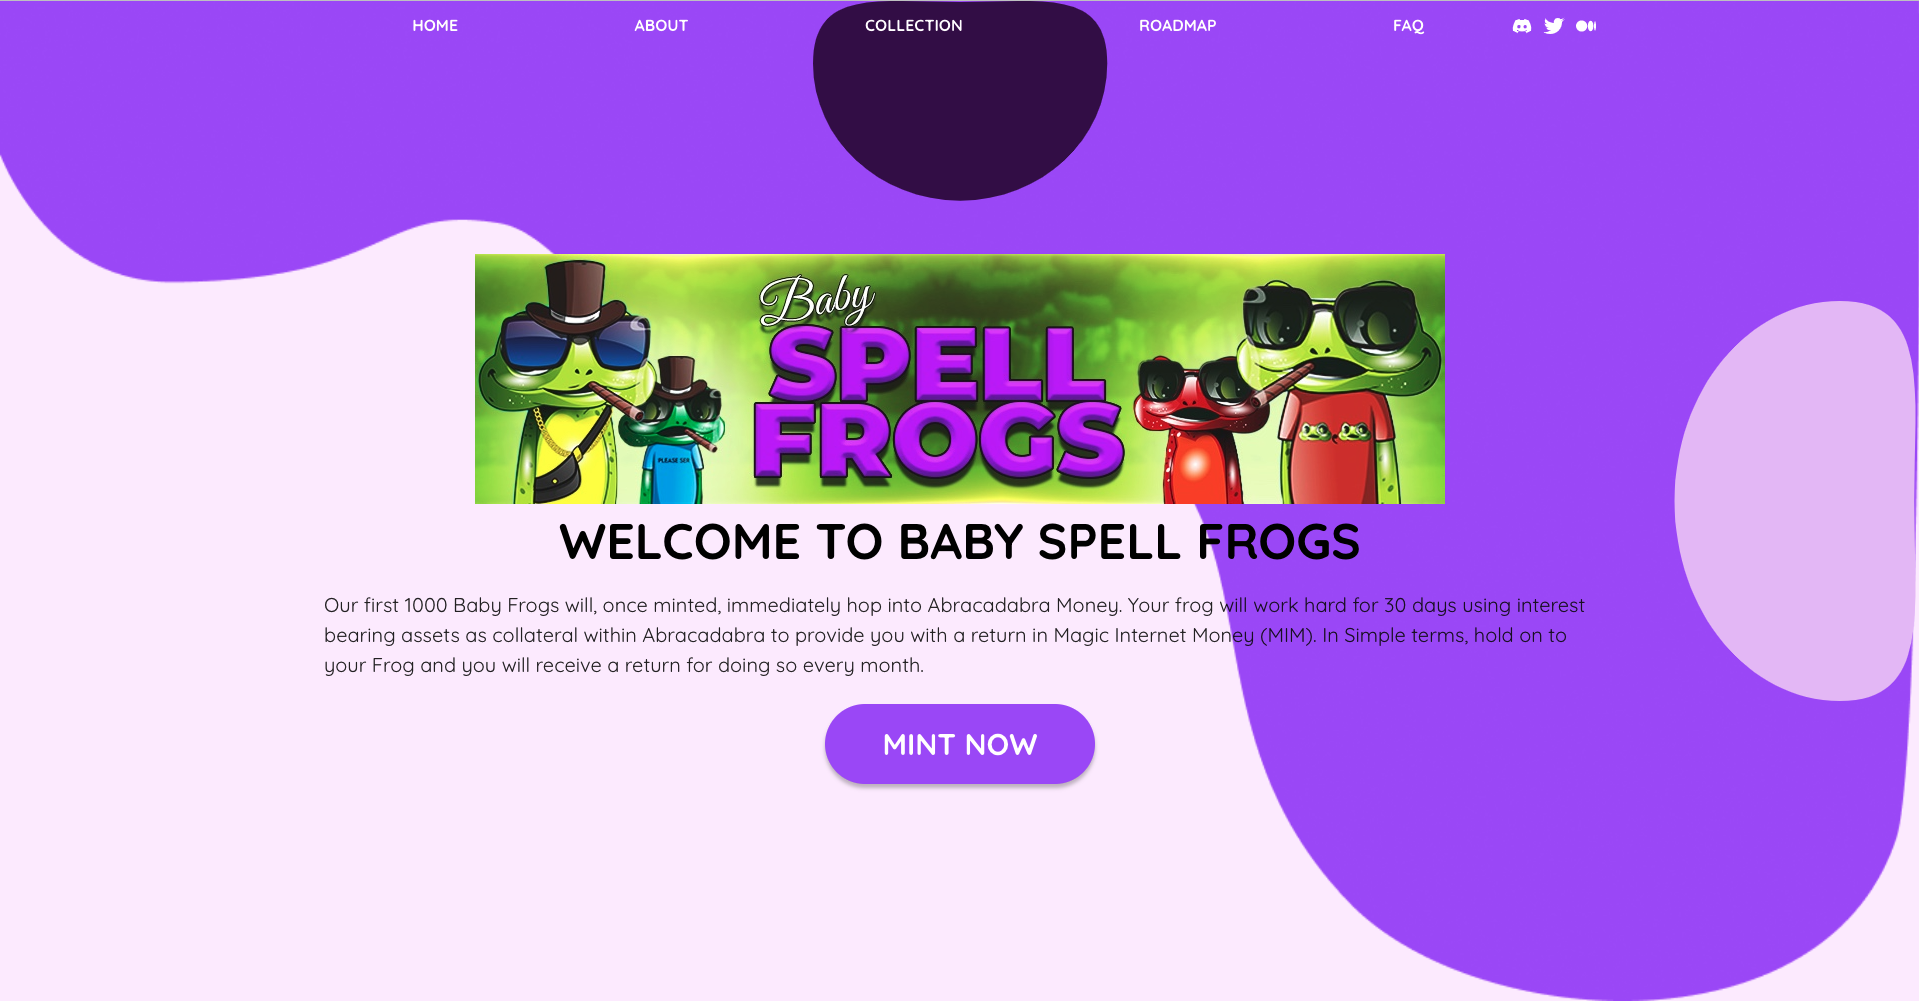 HOME ABOUT COLLECTION ROADMAP FAQ
Baby
SPELL
FROGS
PLEASE SER
WELCOME TO BABY SPELL FROGS
Our first 1000 Baby Frogs will, once minted, immediately hop into Abracadabra Money. Your frog will work hard for 30 days using interest
bearing assets as collateral within Abracadabra to provide you with a return in Magic Internet Money (MIM). In Simple terms, hold on to
your Frog and you will receive a return for doing so every month.
MINT NOW